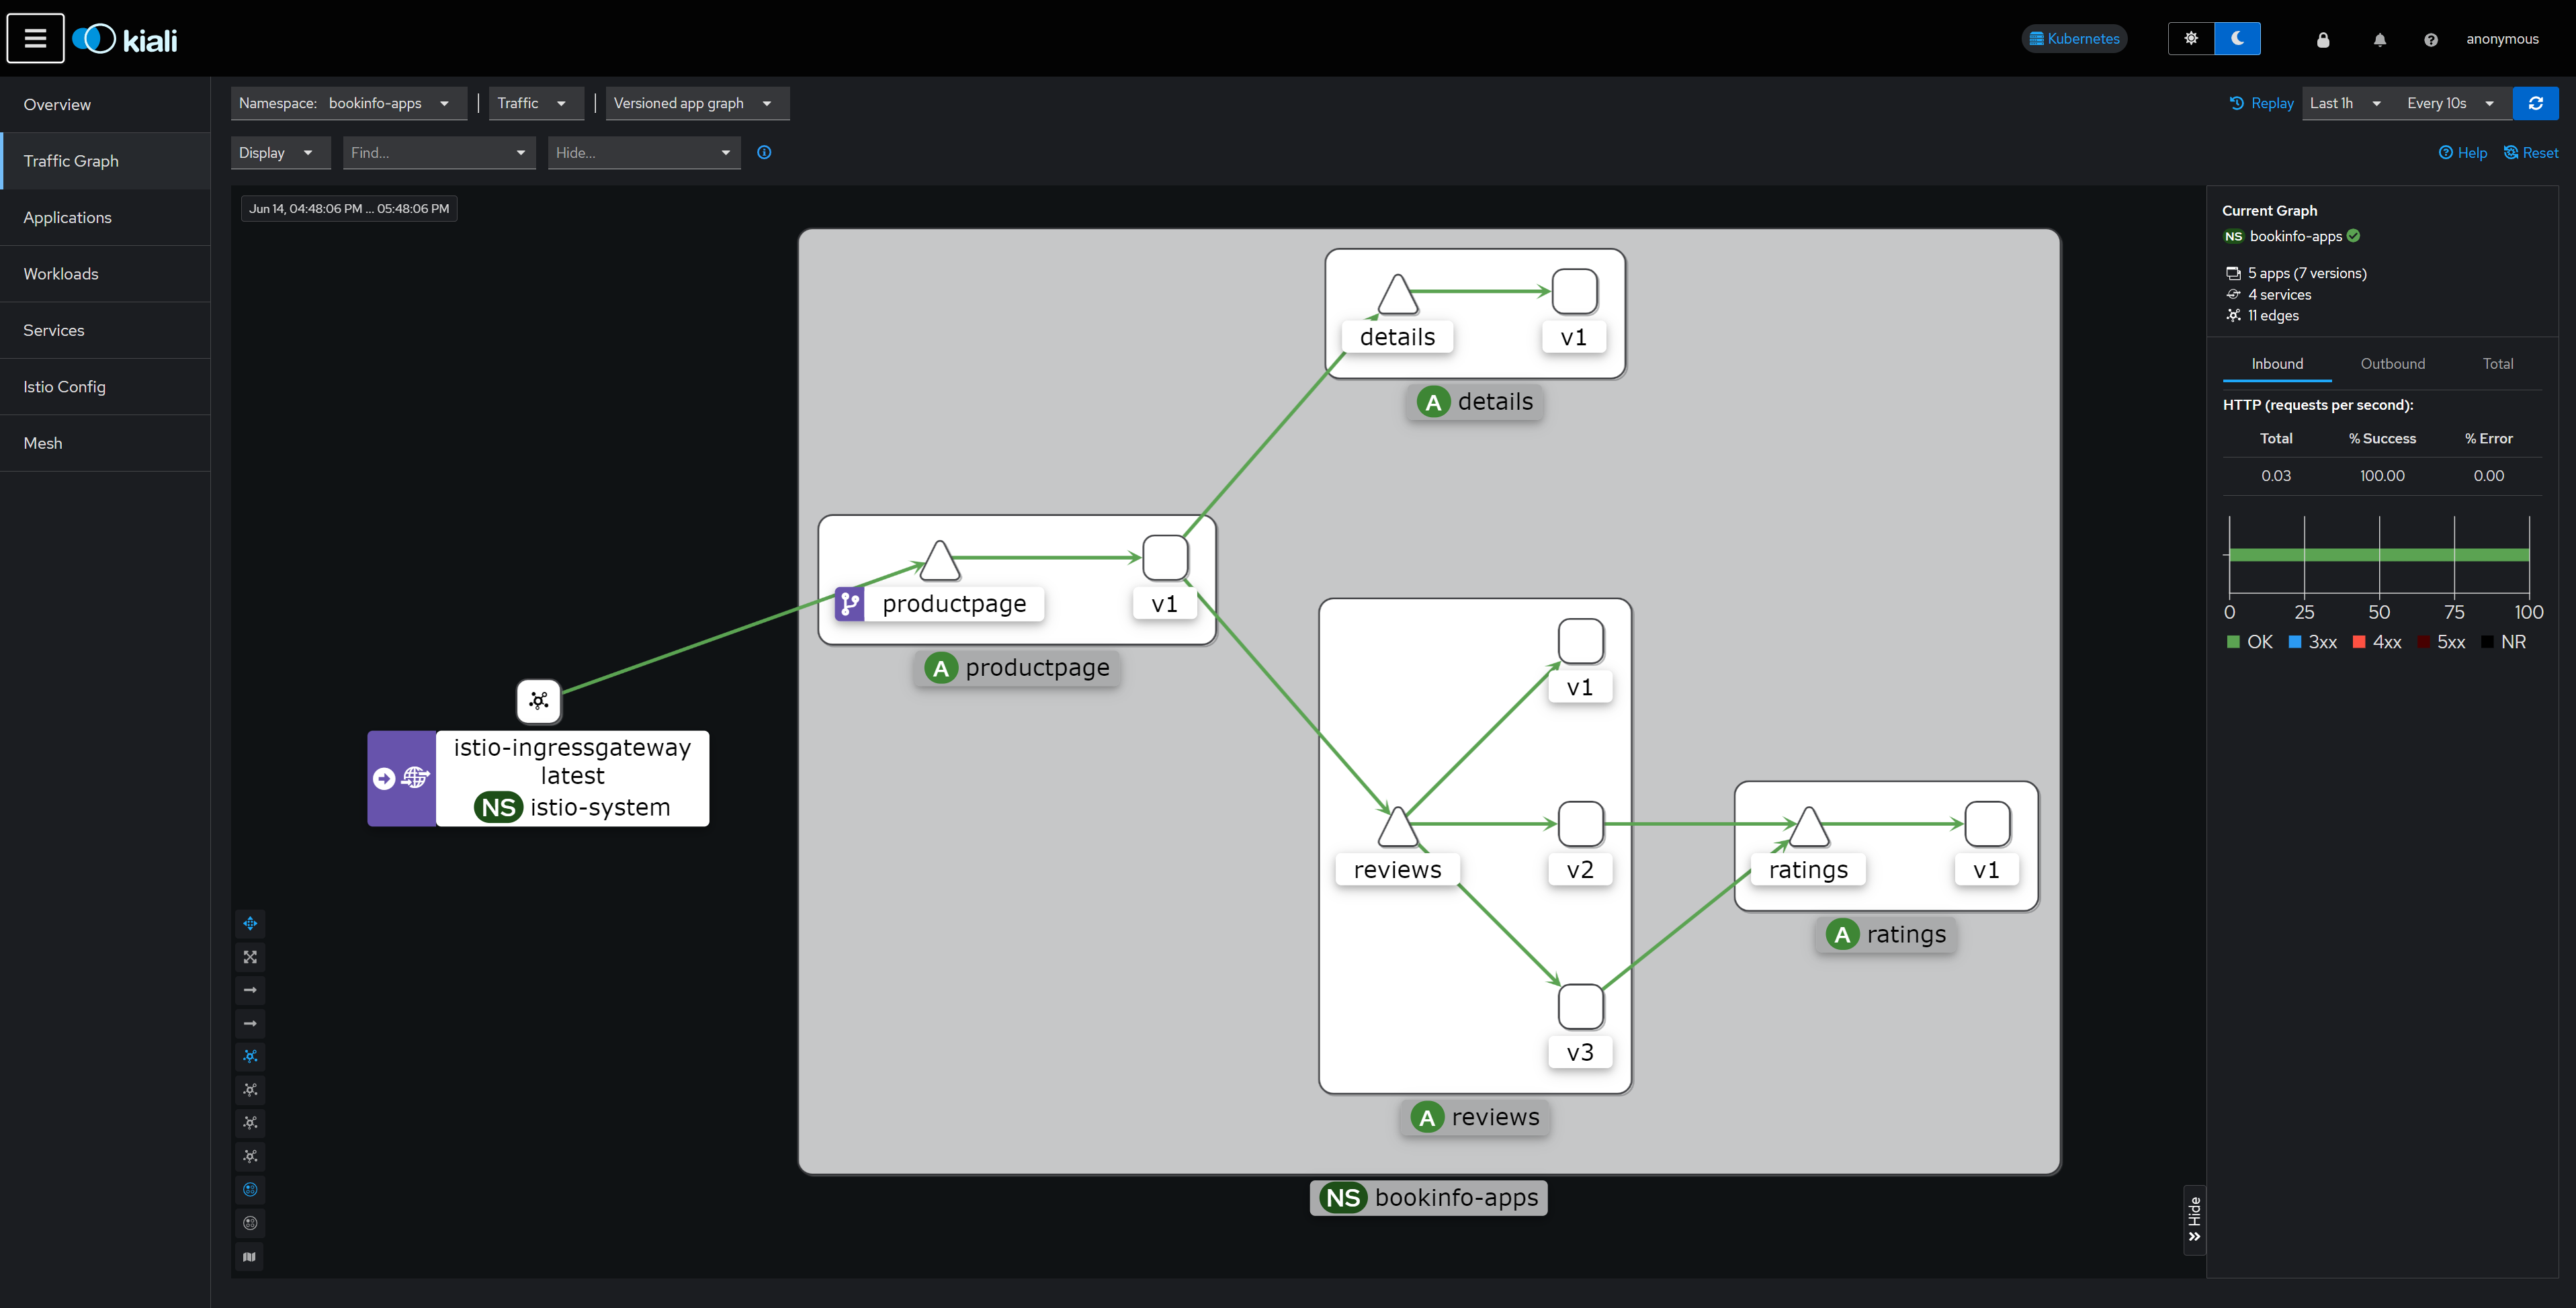 kiali
Kubernetes
anonymous
Overview
Traffic Graph
Applications
Workloads
Services
Istio Config
Mesh
Namespace: bookinfo-apps
Traffic
Versioned app graph
Replay
Last 1h
Every 10s
Display
Find...
Hide...
Help
Reset
Jun 14, 04:48:06 PM ... 05:48:06 PM
details
v1
A details
productpage
v1
A productpage
istio-ingressgateway
latest
NS istio-system
v1
reviews
v2
v3
A reviews
ratings
v1
A ratings
NS bookinfo-apps
Hide
Current Graph
NS bookinfo-apps
5 apps (7 versions)
4 services
11 edges
Inbound Outbound Total
HTTP (requests per second):
Total % Success % Error
0.03 100.00 0.00
0 25 50 75 100
OK 3xx 4xx 5xx NR